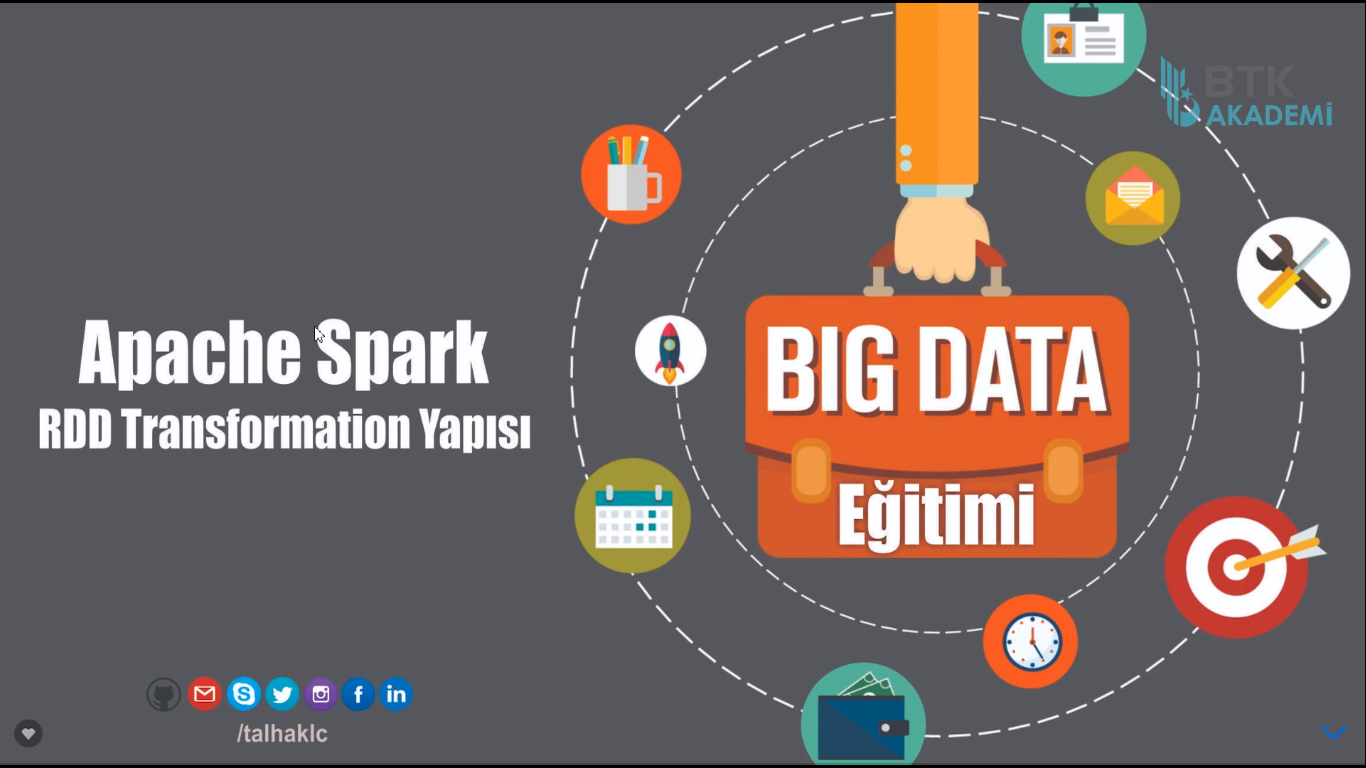 BTK
AKADEMİ
Apache Spark
RDD Transformation Yapısı
BIG DATA
Eğitimi
/talhaklc